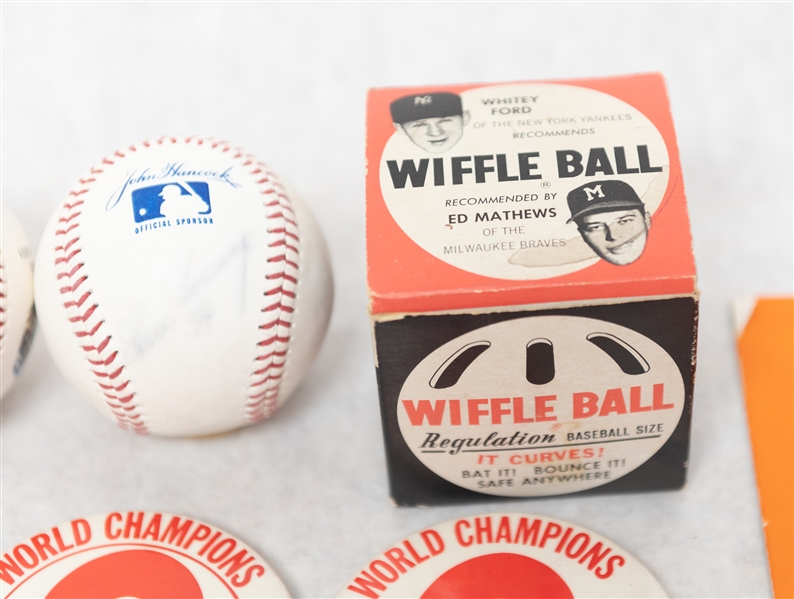 John Hancock
OFFICIAL SPONSOR
NY
WHITEY
FORD
OF THE NEW YORK YANKEES
RECOMMENDS
WIFFLE BALL
®
RECOMMENDED BY
ED MATHEWS
OF THE
MILWAUKEE BRAVES
M
WIFFLE BALL
Regulation BASEBALL SIZE
IT CURVES!
BAT IT! BOUNCE IT!
SAFE ANYWHERE
WORLD CHAMPIONS
WORLD CHAMPIONS